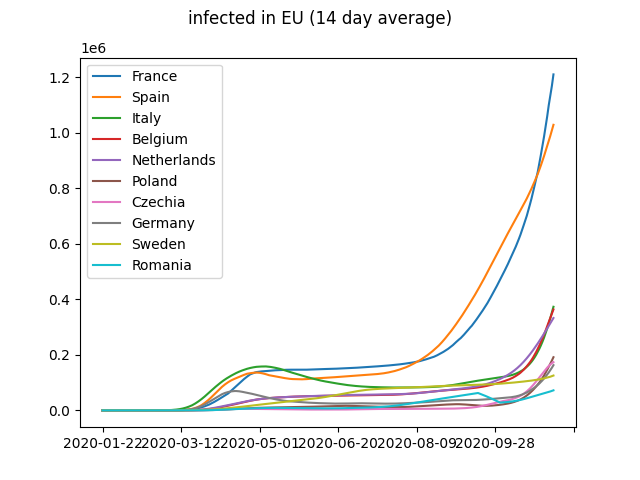 infected in EU (14 day average)
1e6
1.2
1.0
0.8
0.6
0.4
0.2
0.0
France
Spain
Italy
Belgium
Netherlands
Poland
Czechia
Germany
Sweden
Romania
2020-01-22 2020-03-12 2020-05-01 2020-06-20 2020-08-09 2020-09-28